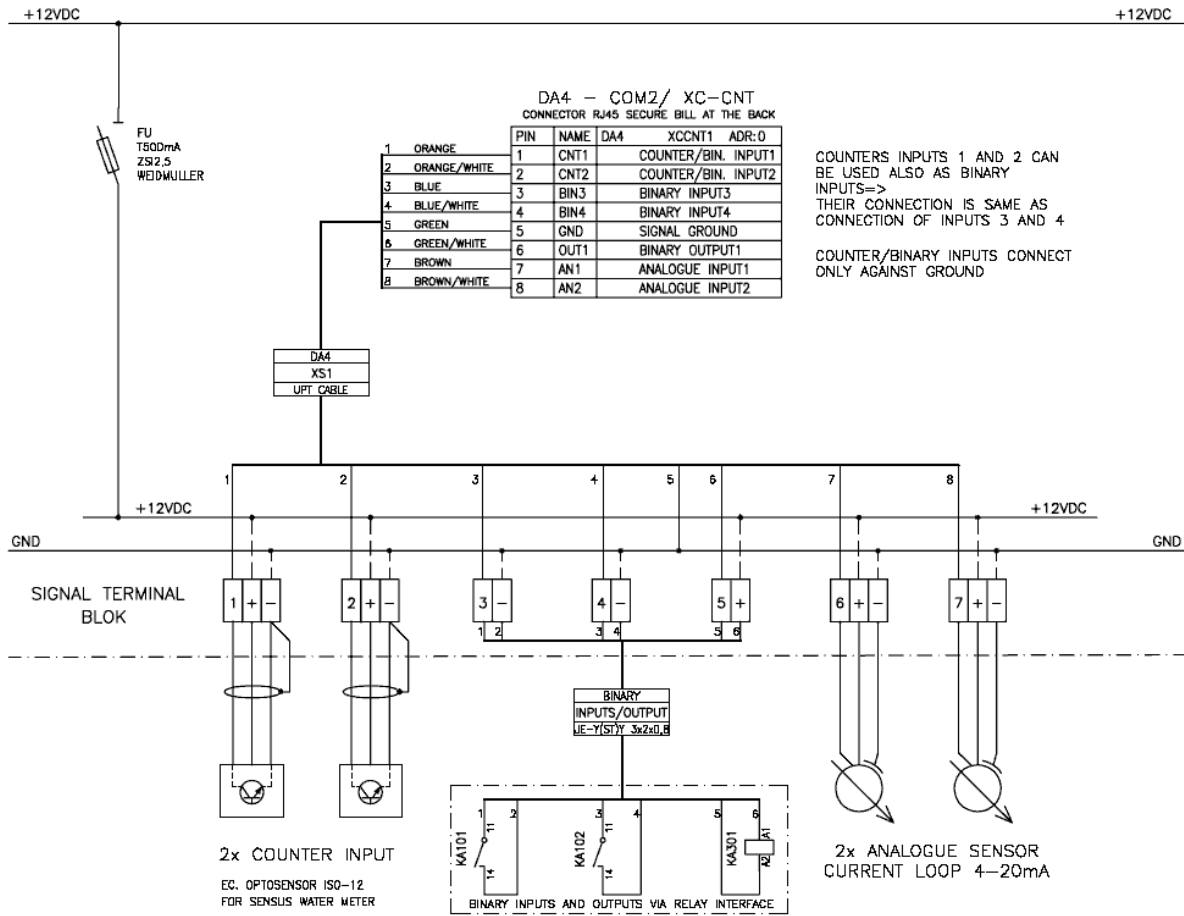 +12VDC
+12VDC
FU
T500mA
ZSI2,5
WEIDMULLER
DA4 - COM2/ XC-CNT
CONNECTOR RJ45 SECURE BILL AT THE BACK
PIN NAME DA4 XCCNT1 ADR:0
1 ORANGE 1 CNT1 COUNTER/BIN. INPUT1
2 ORANGE/WHITE 2 CNT2 COUNTER/BIN. INPUT2
3 BLUE 3 BIN3 BINARY INPUT3
4 BLUE/WHITE 4 BIN4 BINARY INPUT4
5 GREEN 5 GND SIGNAL GROUND
6 GREEN/WHITE 6 OUT1 BINARY OUTPUT1
7 BROWN 7 AN1 ANALOGUE INPUT1
8 BROWN/WHITE 8 AN2 ANALOGUE INPUT2
COUNTERS INPUTS 1 AND 2 CAN
BE USED ALSO AS BINARY
INPUTS=>
THEIR CONNECTION IS SAME AS
CONNECTION OF INPUTS 3 AND 4
COUNTER/BINARY INPUTS CONNECT
ONLY AGAINST GROUND
DA4
XS1
UPT CABLE
1 2 3 4 5 6 7 8
+12VDC
+12VDC
GND
GND
SIGNAL TERMINAL
BLOK
1 + -
2 + -
3 -
4 -
5 +
6 + -
7 + -
1 2 3 4 5 6
BINARY
INPUTS/OUTPUT
JE-Y(ST)Y 3x2x0,8
1 2 3 4 5 6
KA101 11 14
KA102 11 14
KA301 A1 A2
BINARY INPUTS AND OUTPUTS VIA RELAY INTERFACE
2x COUNTER INPUT
EC. OPTOSENSOR ISO-12
FOR SENSUS WATER METER
2x ANALOGUE SENSOR
CURRENT LOOP 4-20mA